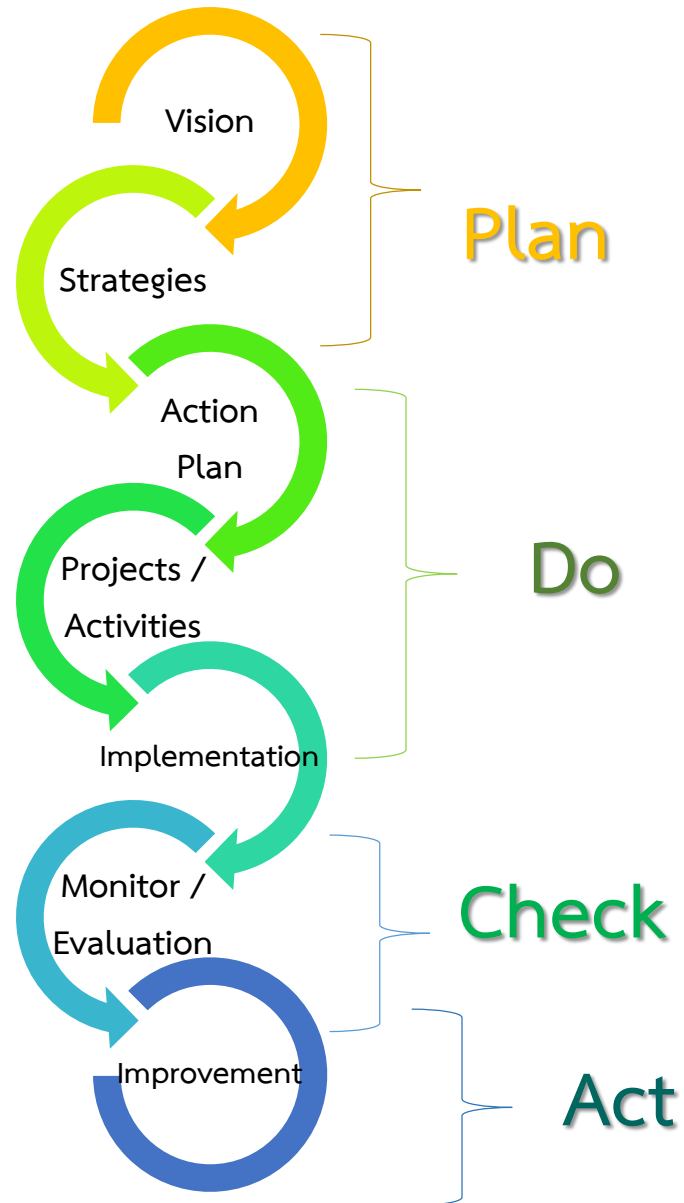 Vision
Plan
Strategies
Action
Plan
Do
Projects /
Activities
Implementation
Check
Monitor /
Evaluation
Improvement
Act